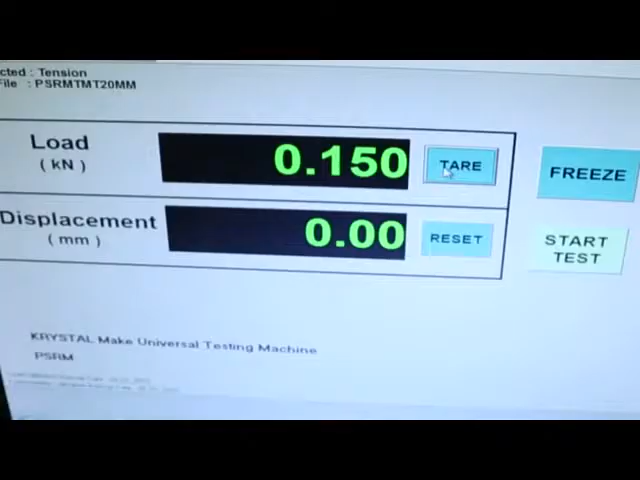 cted : Tension
File : PSRMTMT20MM
Load
( kN )
0.150
TARE
FREEZE
Displacement
( mm )
0.00
RESET
START
TEST
KRYSTAL Make Universal Testing Machine
PSRM